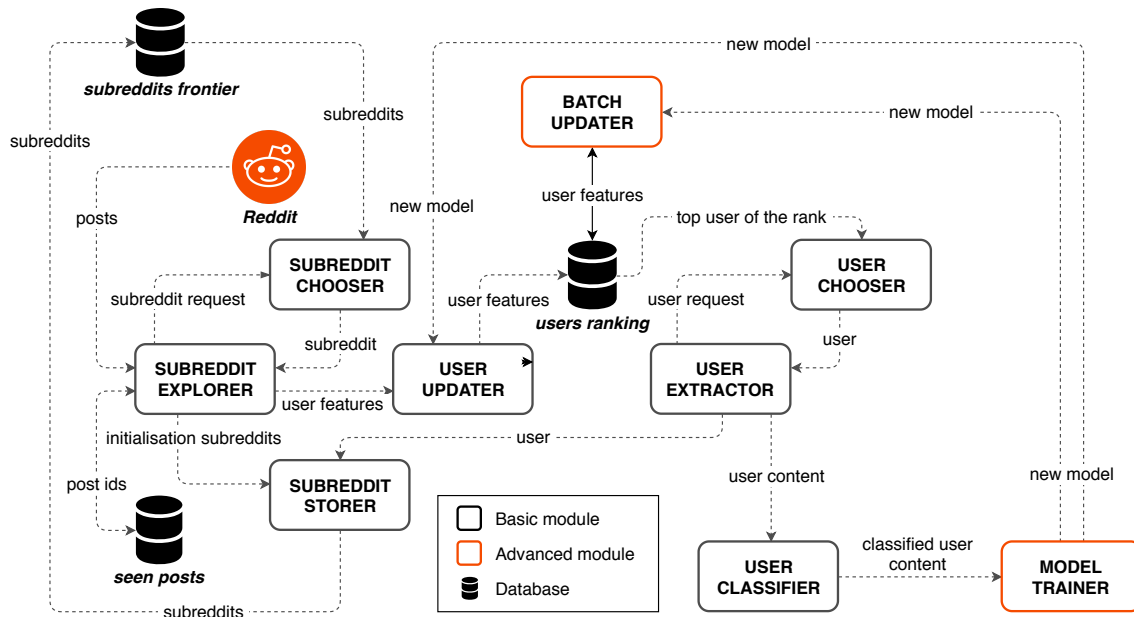 subreddits frontier
new model
BATCH
UPDATER
new model
subreddits
subreddits
Reddit
posts
user features
new model
top user of the rank
SUBREDDIT
CHOOSER
USER
CHOOSER
subreddit request
user features
user request
users ranking
subreddit
user
SUBREDDIT
EXPLORER
USER
UPDATER
USER
EXTRACTOR
user features
initialisation subreddits
user
post ids
SUBREDDIT
STORER
user content
new model
Basic module
Advanced module
Database
seen posts
classified user
content
USER
CLASSIFIER
MODEL
TRAINER
subreddits